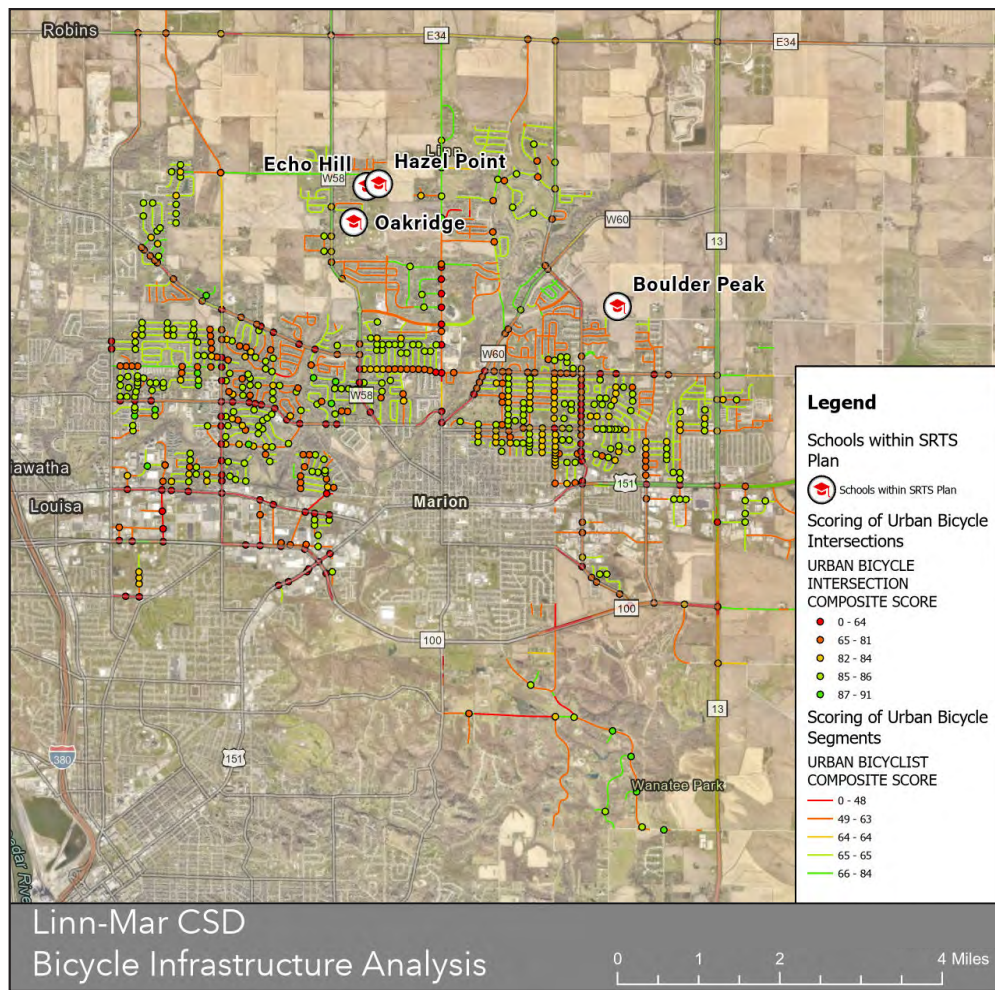 Robins
E34
E34
Linn
Echo Hill
Hazel Point
W58
Oakridge
W60
13
Boulder Peak
W60
W58
iawatha
151
Louisa
Marion
100
100
13
151
380
Wanatee Park
dar River
Legend
Schools within SRTS
Plan
Schools within SRTS Plan
Scoring of Urban Bicycle
Intersections
URBAN BICYCLE
INTERSECTION
COMPOSITE SCORE
0 - 64
65 - 81
82 - 84
85 - 86
87 - 91
Scoring of Urban Bicycle
Segments
URBAN BICYCLIST
COMPOSITE SCORE
0 - 48
49 - 63
64 - 64
65 - 65
66 - 84
Linn-Mar CSD
Bicycle Infrastructure Analysis
0 1 2 4 Miles